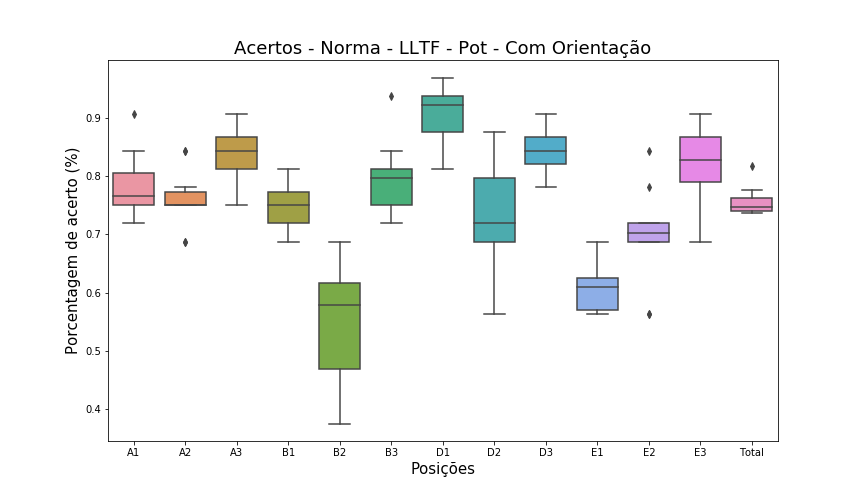 Acertos - Norma - LLTF - Pot - Com Orientação
Porcentagem de acerto (%)
0.9
0.8
0.7
0.6
0.5
0.4
A1 A2 A3 B1 B2 B3 D1 D2 D3 E1 E2 E3 Total
Posições